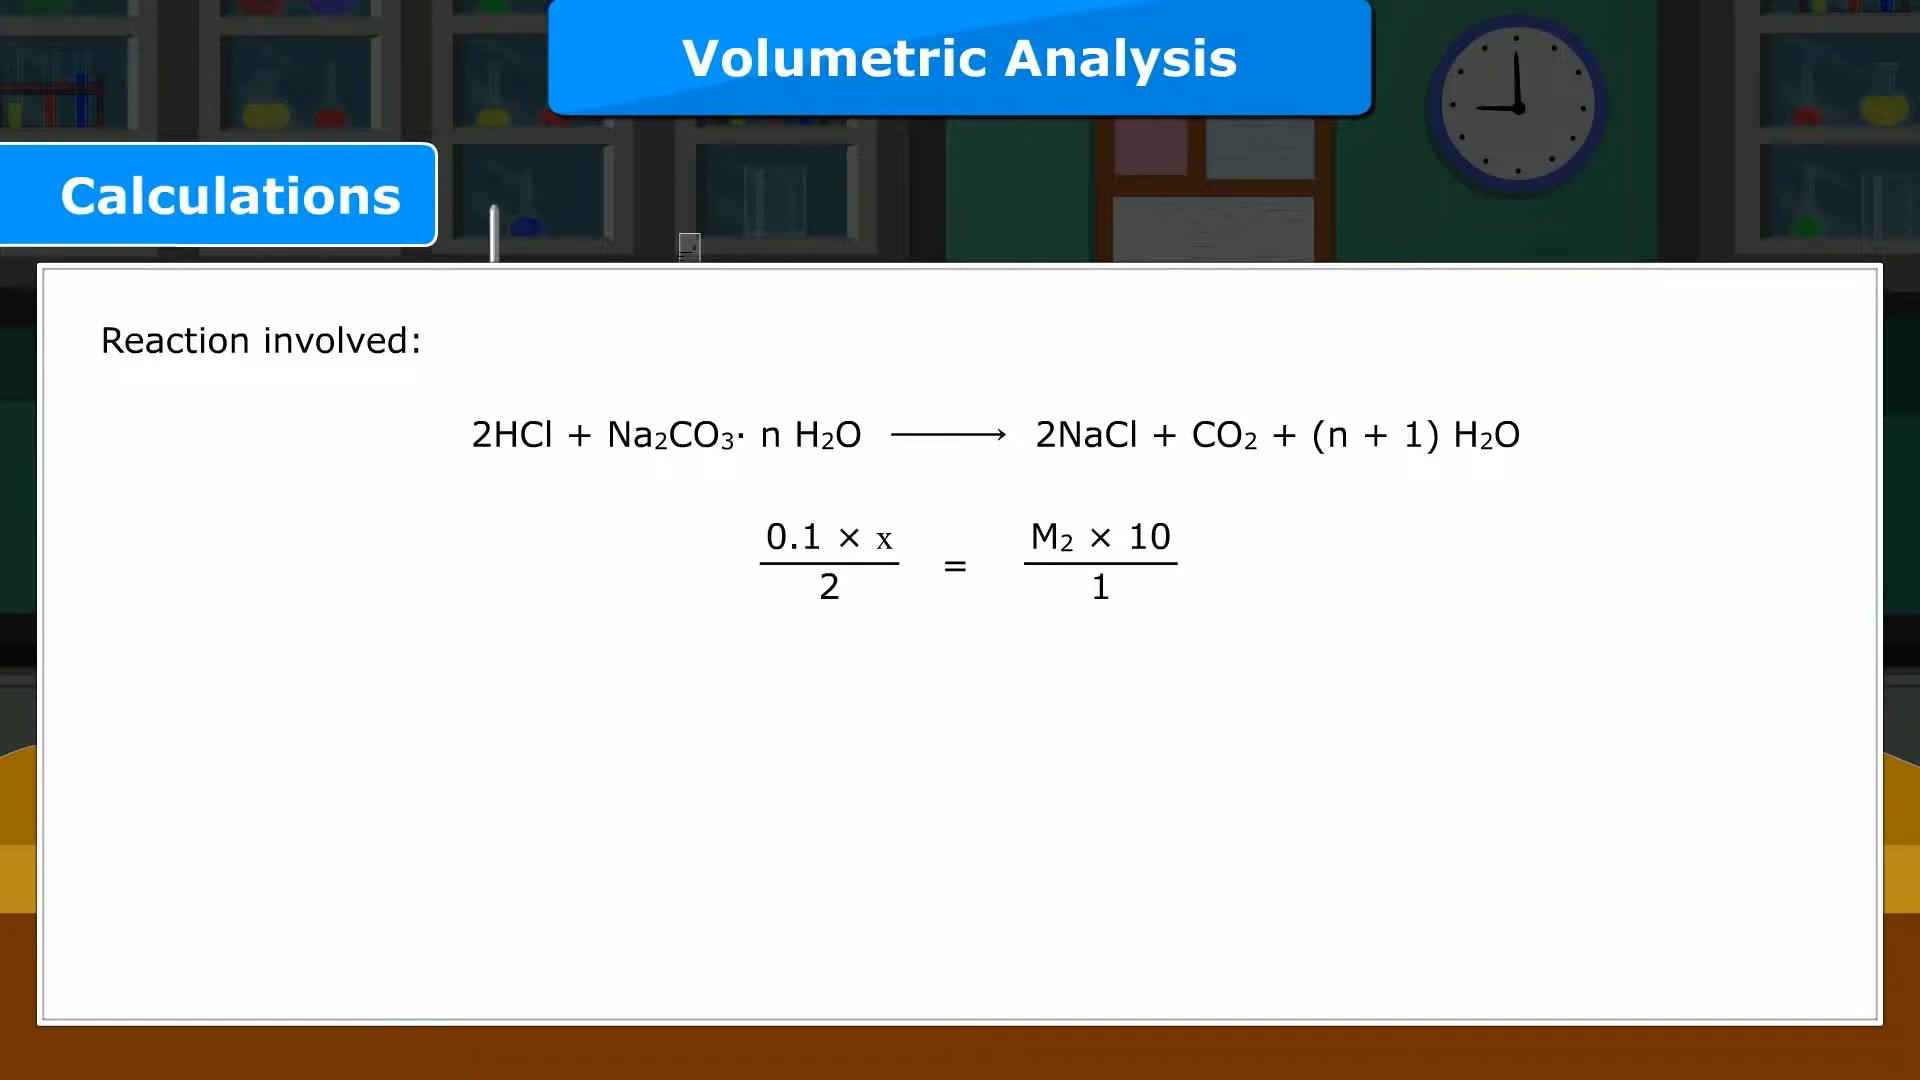 Volumetric Analysis
Calculations
Reaction involved:
2HCl + Na₂CO₃· n H₂O ⟶ 2NaCl + CO₂ + (n + 1) H₂O
0.1 × x / 2 = M₂ × 10 / 1